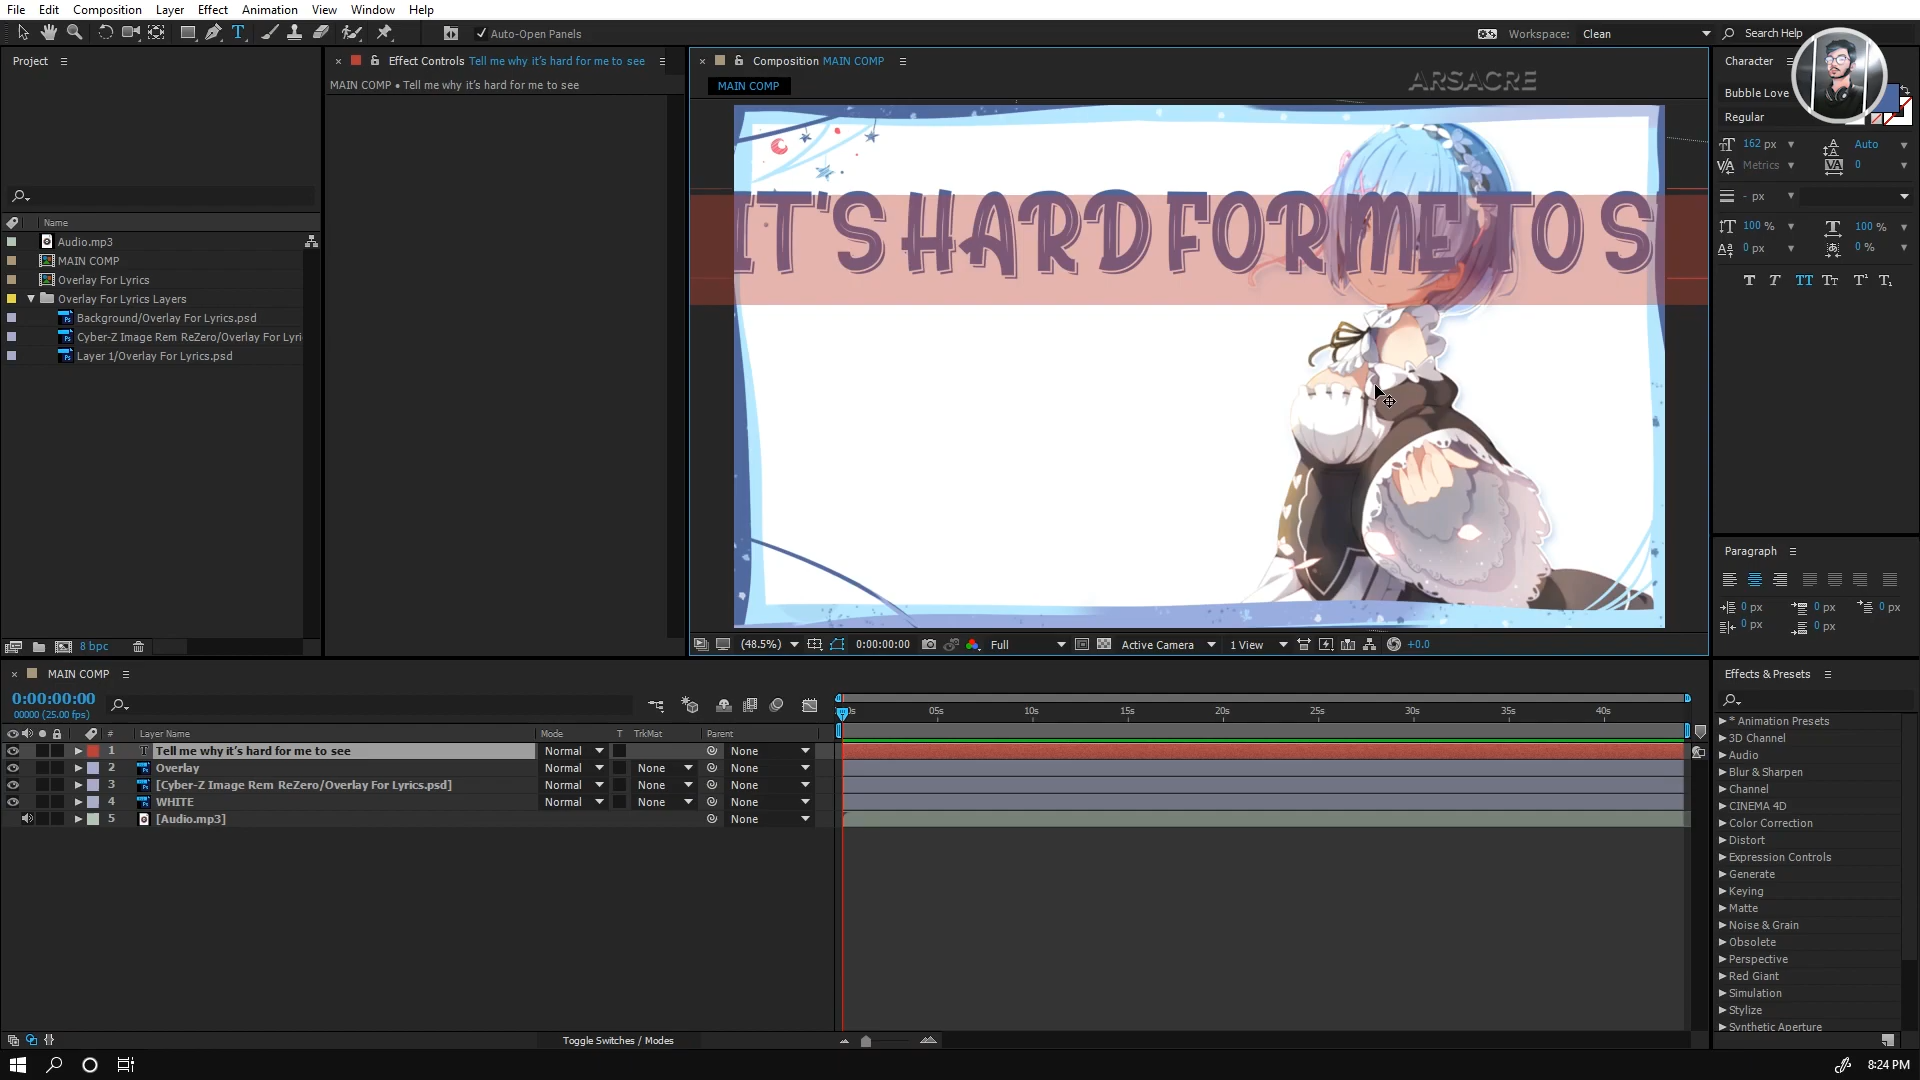 File Edit Composition Layer Effect Animation View Window Help
Auto-Open Panels
Workspace: Clean
Search Help
Project
Effect Controls Tell me why it's hard for me to see
Composition MAIN COMP
Character
MAIN COMP • Tell me why it's hard for me to see
MAIN COMP
ARSACRE
Bubble Love
Regular
162 px
Auto
Metrics
0
- px
100 %
100 %
0 px
0 %
IT'S HARD FOR ME TO S
Name
Audio.mp3
MAIN COMP
Overlay For Lyrics
Overlay For Lyrics Layers
Background/Overlay For Lyrics.psd
Cyber-Z Image Rem ReZero/Overlay For Lyri
Layer 1/Overlay For Lyrics.psd
Paragraph
0 px 0 px 0 px
0 px 0 px
8 bpc
(48.5%) 0:00:00:00 Full Active Camera 1 View +0.0
MAIN COMP
0:00:00:00
00000 (25.00 fps)
05s 10s 15s 20s 25s 30s 35s 40s
# Layer Name Mode T TrkMat Parent
1 Tell me why it's hard for me to see Normal None
2 Overlay Normal None None
3 [Cyber-Z Image Rem ReZero/Overlay For Lyrics.psd] Normal None None
4 WHITE Normal None None
5 [Audio.mp3] None
Effects & Presets
* Animation Presets
3D Channel
Audio
Blur & Sharpen
Channel
CINEMA 4D
Color Correction
Distort
Expression Controls
Generate
Keying
Matte
Noise & Grain
Obsolete
Perspective
Red Giant
Simulation
Stylize
Synthetic Aperture
Toggle Switches / Modes
8:24 PM